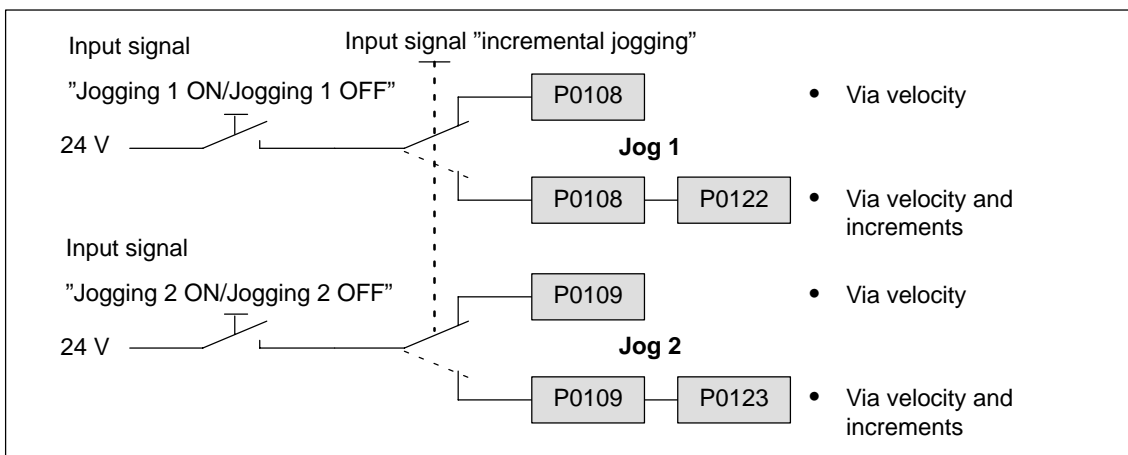 Input signal
Input signal ”incremental jogging”
”Jogging 1 ON/Jogging 1 OFF”
P0108
• Via velocity
24 V
Jog 1
P0108
P0122
• Via velocity and
increments
Input signal
”Jogging 2 ON/Jogging 2 OFF”
P0109
• Via velocity
24 V
Jog 2
P0109
P0123
• Via velocity and
increments